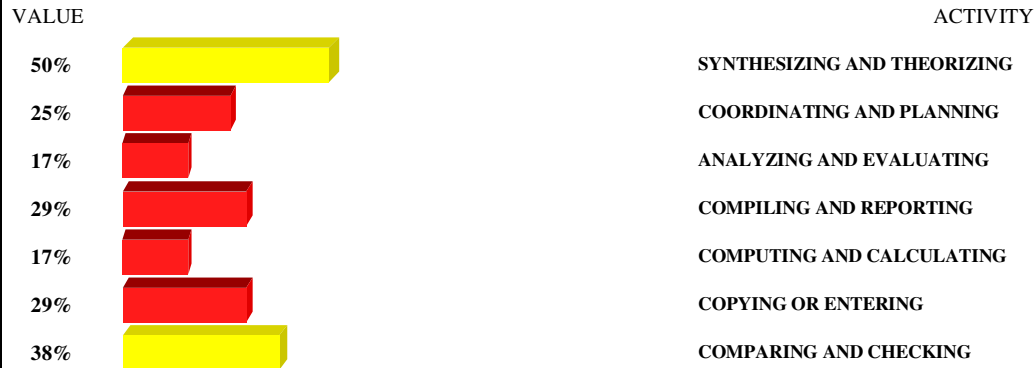 VALUE ACTIVITY
50% SYNTHESIZING AND THEORIZING
25% COORDINATING AND PLANNING
17% ANALYZING AND EVALUATING
29% COMPILING AND REPORTING
17% COMPUTING AND CALCULATING
29% COPYING OR ENTERING
38% COMPARING AND CHECKING